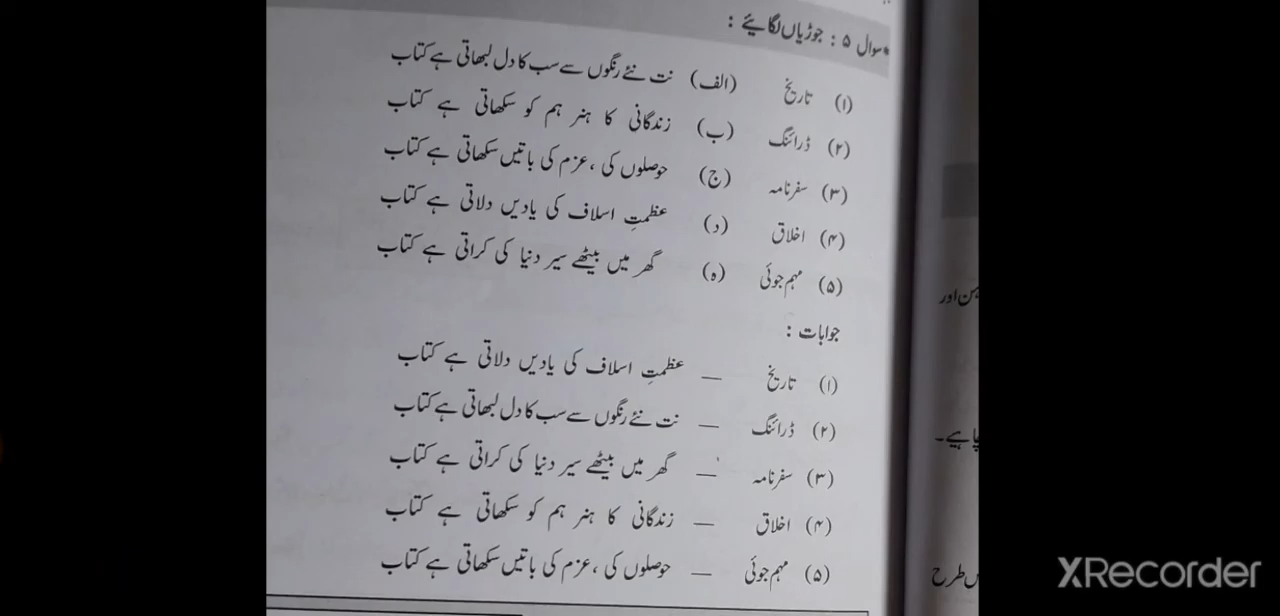 *سوال ۵ : جوڑیاں لگائیے :
(۱) تاریخ (الف) نت نئے رنگوں سے سب کا دل لبھاتی ہے کتاب
(۲) ڈرائنگ (ب) زندگانی کا ہنر ہم کو سکھاتی ہے کتاب
(۳) سفرنامہ (ج) حوصلوں کی ، عزم کی باتیں سکھاتی ہے کتاب
(۴) اخلاق (د) عظمتِ اسلاف کی یادیں دلاتی ہے کتاب
(۵) مہم جوئی (ہ) گھر میں بیٹھے سیر دنیا کی کراتی ہے کتاب
جوابات :
(۱) تاریخ — عظمتِ اسلاف کی یادیں دلاتی ہے کتاب
(۲) ڈرائنگ — نت نئے رنگوں سے سب کا دل لبھاتی ہے کتاب
(۳) سفرنامہ — گھر میں بیٹھے سیر دنیا کی کراتی ہے کتاب
(۴) اخلاق — زندگانی کا ہنر ہم کو سکھاتی ہے کتاب
(۵) مہم جوئی — حوصلوں کی ، عزم کی باتیں سکھاتی ہے کتاب
اور
طرح
XRecorder